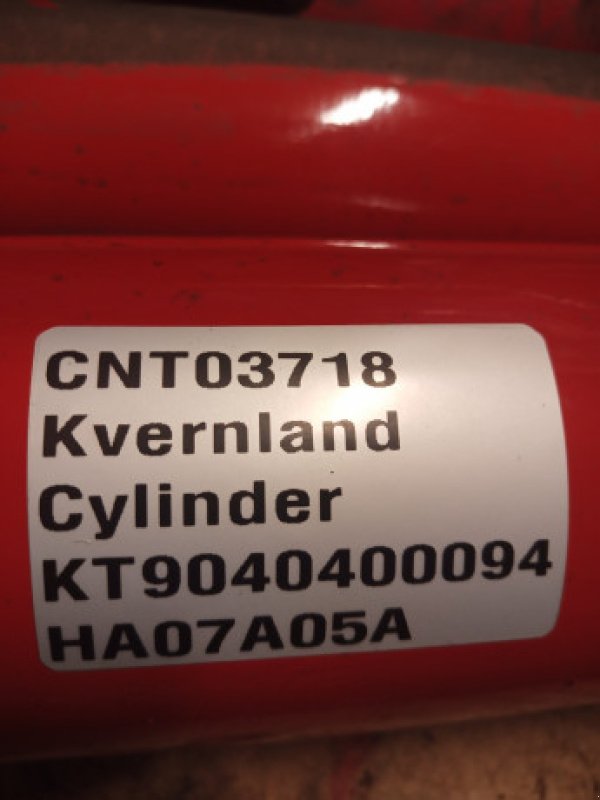 CNT03718
Kvernland
Cylinder
KT9040400094
HA07A05A